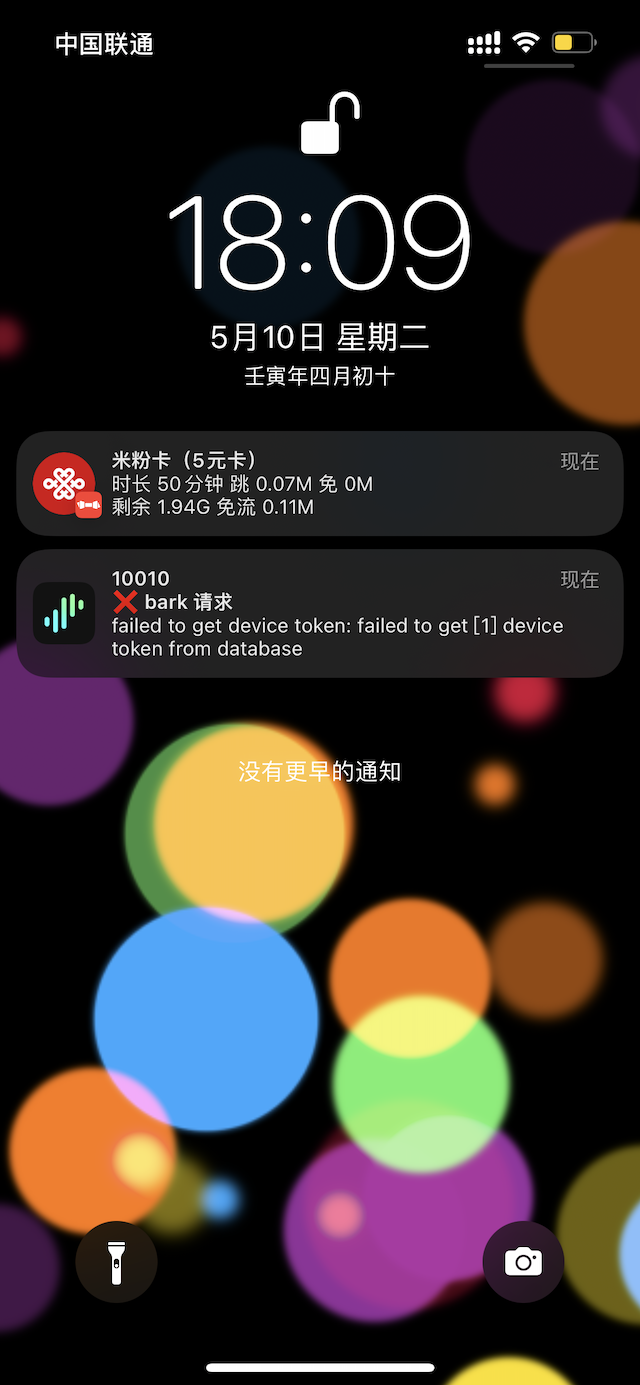 中国联通
18:09
5月10日 星期二
壬寅年四月初十
米粉卡（5元卡）
现在
时长 50分钟 跳 0.07M 免 0M
剩余 1.94G 免流 0.11M
10010
现在
❌ bark 请求
failed to get device token: failed to get [1] device
token from database
没有更早的通知